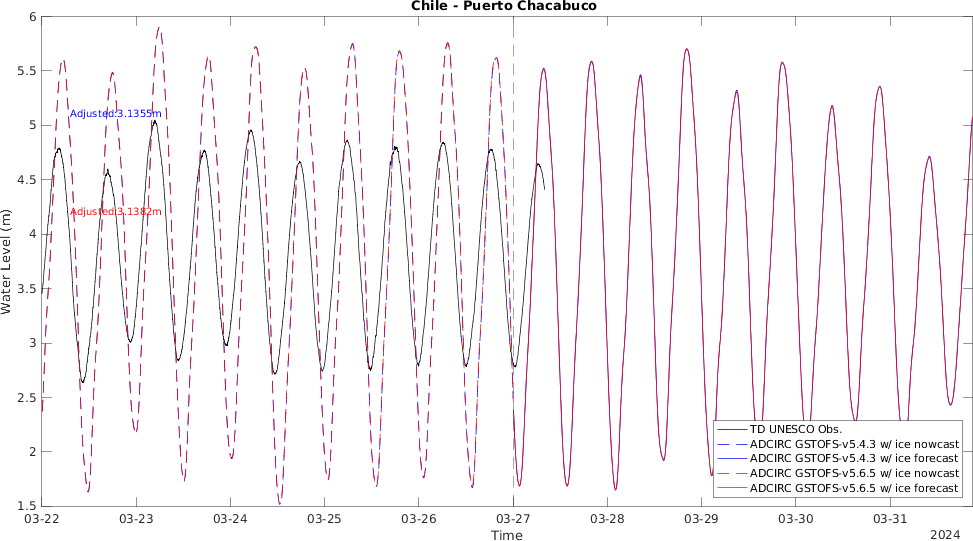 Chile - Puerto Chacabuco
Water Level (m)
6
5.5
5
4.5
4
3.5
3
2.5
2
1.5
Adjusted:3.1355m
Adjusted:3.1382m
TD UNESCO Obs.
ADCIRC GSTOFS-v5.4.3 w/ ice nowcast
ADCIRC GSTOFS-v5.4.3 w/ ice forecast
ADCIRC GSTOFS-v5.6.5 w/ ice nowcast
ADCIRC GSTOFS-v5.6.5 w/ ice forecast
03-22 03-23 03-24 03-25 03-26 03-27 03-28 03-29 03-30 03-31
Time
2024